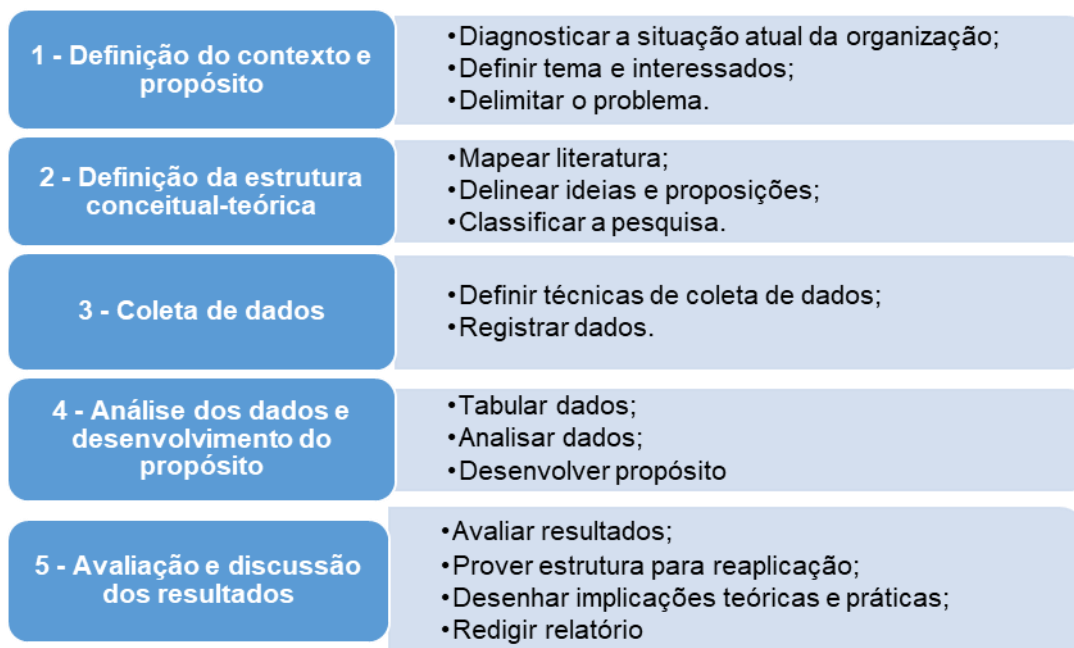 1 - Definição do contexto e
propósito
•Diagnosticar a situação atual da organização;
•Definir tema e interessados;
•Delimitar o problema.
2 - Definição da estrutura
conceitual-teórica
•Mapear literatura;
•Delinear ideias e proposições;
•Classificar a pesquisa.
3 - Coleta de dados
•Definir técnicas de coleta de dados;
•Registrar dados.
4 - Análise dos dados e
desenvolvimento do
propósito
•Tabular dados;
•Analisar dados;
•Desenvolver propósito
5 - Avaliação e discussão
dos resultados
•Avaliar resultados;
•Prover estrutura para reaplicação;
•Desenhar implicações teóricas e práticas;
•Redigir relatório